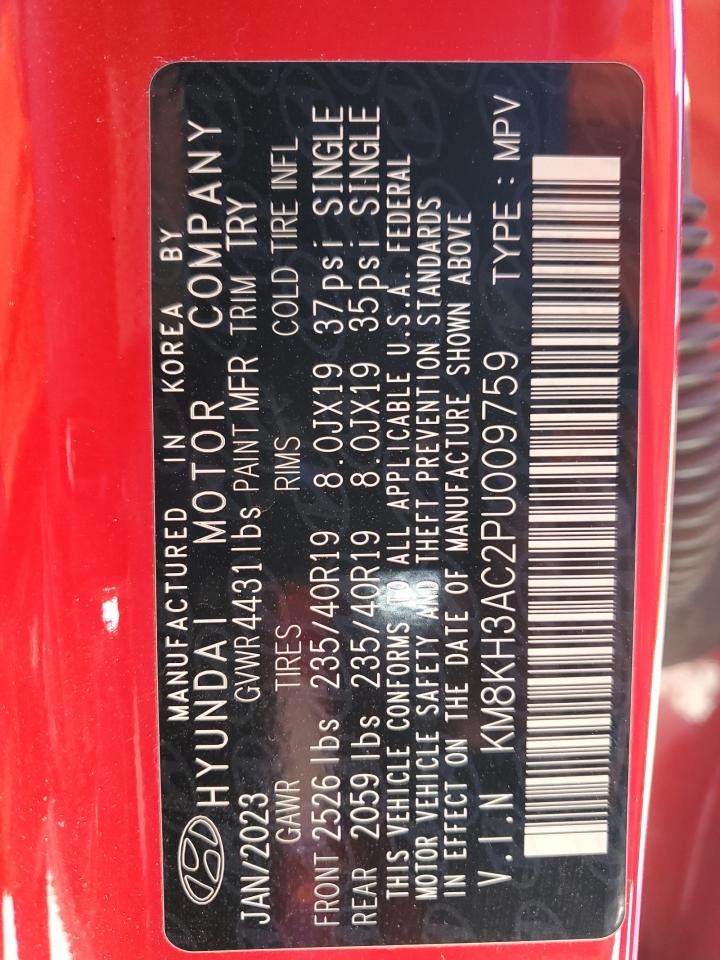 MANUFACTURED IN KOREA BY
HYUNDAI MOTOR COMPANY
JAN/2023 GVWR 4431lbs PAINT MFR TRIM TRY
GAWR TIRES RIMS COLD TIRE INFL
FRONT 2526 lbs 235/40R19 8.0JX19 37psi SINGLE
REAR 2059 lbs 235/40R19 8.0JX19 35psi SINGLE
THIS VEHICLE CONFORMS TO ALL APPLICABLE U.S.A. FEDERAL
MOTOR VEHICLE SAFETY AND THEFT PREVENTION STANDARDS
IN EFFECT ON THE DATE OF MANUFACTURE SHOWN ABOVE
V.I.N KM8KH3AC2PU009759 TYPE : MPV